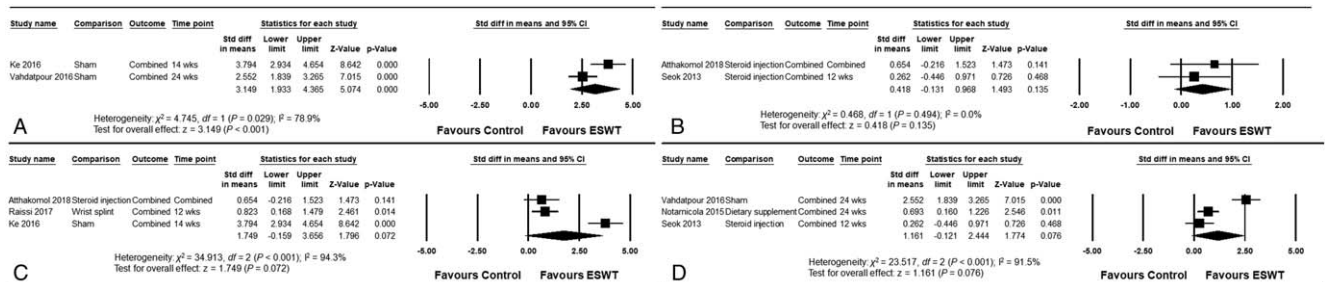 Study name Comparison Outcome Time point Statistics for each study Std diff in means and 95% CI
Std diff in means Lower limit Upper limit Z-Value p-Value
Ke 2016 Sham Combined 14 wks 3.794 2.934 4.654 8.642 0.000
Vahdatpour 2016 Sham Combined 24 wks 2.552 1.839 3.265 7.015 0.000
3.149 1.933 4.365 5.074 0.000
-5.00 -2.50 0.00 2.50 5.00
Heterogeneity: χ² = 4.745, df = 1 (P = 0.029); I² = 78.9%
Test for overall effect: z = 3.149 (P < 0.001)
Favours Control Favours ESWT
A
Study name Comparison Outcome Time point Statistics for each study Std diff in means and 95% CI
Std diff in means Lower limit Upper limit Z-Value p-Value
Atthakomol 2018 Steroid injection Combined Combined 0.654 -0.216 1.523 1.473 0.141
Seok 2013 Steroid injection Combined 12 wks 0.262 -0.446 0.971 0.726 0.468
0.418 -0.131 0.968 1.493 0.135
-2.00 -1.00 0.00 1.00 2.00
Heterogeneity: χ² = 0.468, df = 1 (P = 0.494); I² = 0.0%
Test for overall effect: z = 0.418 (P = 0.135)
Favours Control Favours ESWT
B
Study name Comparison Outcome Time point Statistics for each study Std diff in means and 95% CI
Std diff in means Lower limit Upper limit Z-Value p-Value
Atthakomol 2018 Steroid injection Combined Combined 0.654 -0.216 1.523 1.473 0.141
Raissi 2017 Wrist splint Combined 12 wks 0.823 0.168 1.479 2.461 0.014
Ke 2016 Sham Combined 14 wks 3.794 2.934 4.654 8.642 0.000
1.749 -0.159 3.656 1.796 0.072
-5.00 -2.50 0.00 2.50 5.00
Heterogeneity: χ² = 34.913, df = 2 (P < 0.001); I² = 94.3%
Test for overall effect: z = 1.749 (P = 0.072)
Favours Control Favours ESWT
C
Study name Comparison Outcome Time point Statistics for each study Std diff in means and 95% CI
Std diff in means Lower limit Upper limit Z-Value p-Value
Vahdatpour 2016 Sham Combined 24 wks 2.552 1.839 3.265 7.015 0.000
Notarnicola 2015 Dietary supplement Combined 24 wks 0.693 0.160 1.226 2.546 0.011
Seok 2013 Steroid injection Combined 12 wks 0.262 -0.446 0.971 0.726 0.468
1.161 -0.121 2.444 1.774 0.076
-5.00 -2.50 0.00 2.50 5.00
Heterogeneity: χ² = 23.517, df = 2 (P < 0.001); I² = 91.5%
Test for overall effect: z = 1.161 (P = 0.076)
Favours Control Favours ESWT
D